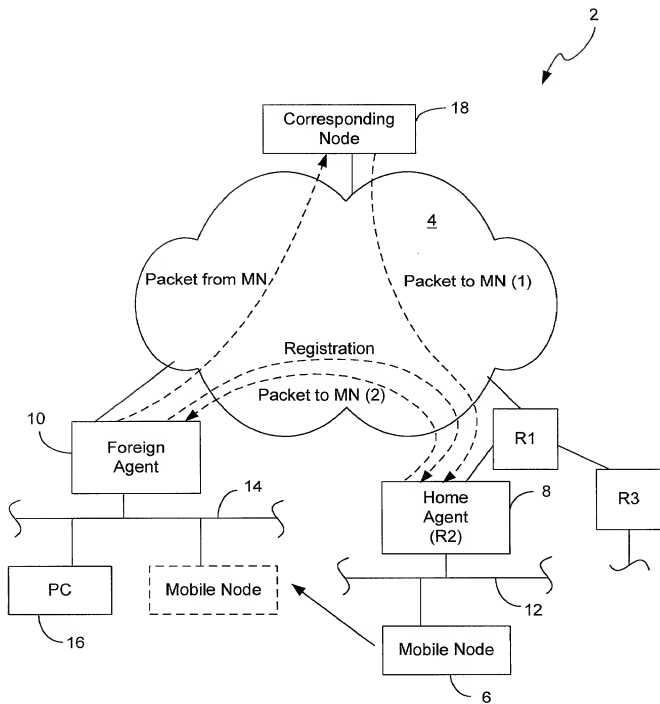 2
Corresponding
Node
18
4
Packet from MN
Packet to MN (1)
Registration
Packet to MN (2)
10
Foreign
Agent
R1
Home
Agent
(R2)
8
R3
14
PC
Mobile Node
12
16
Mobile Node
6